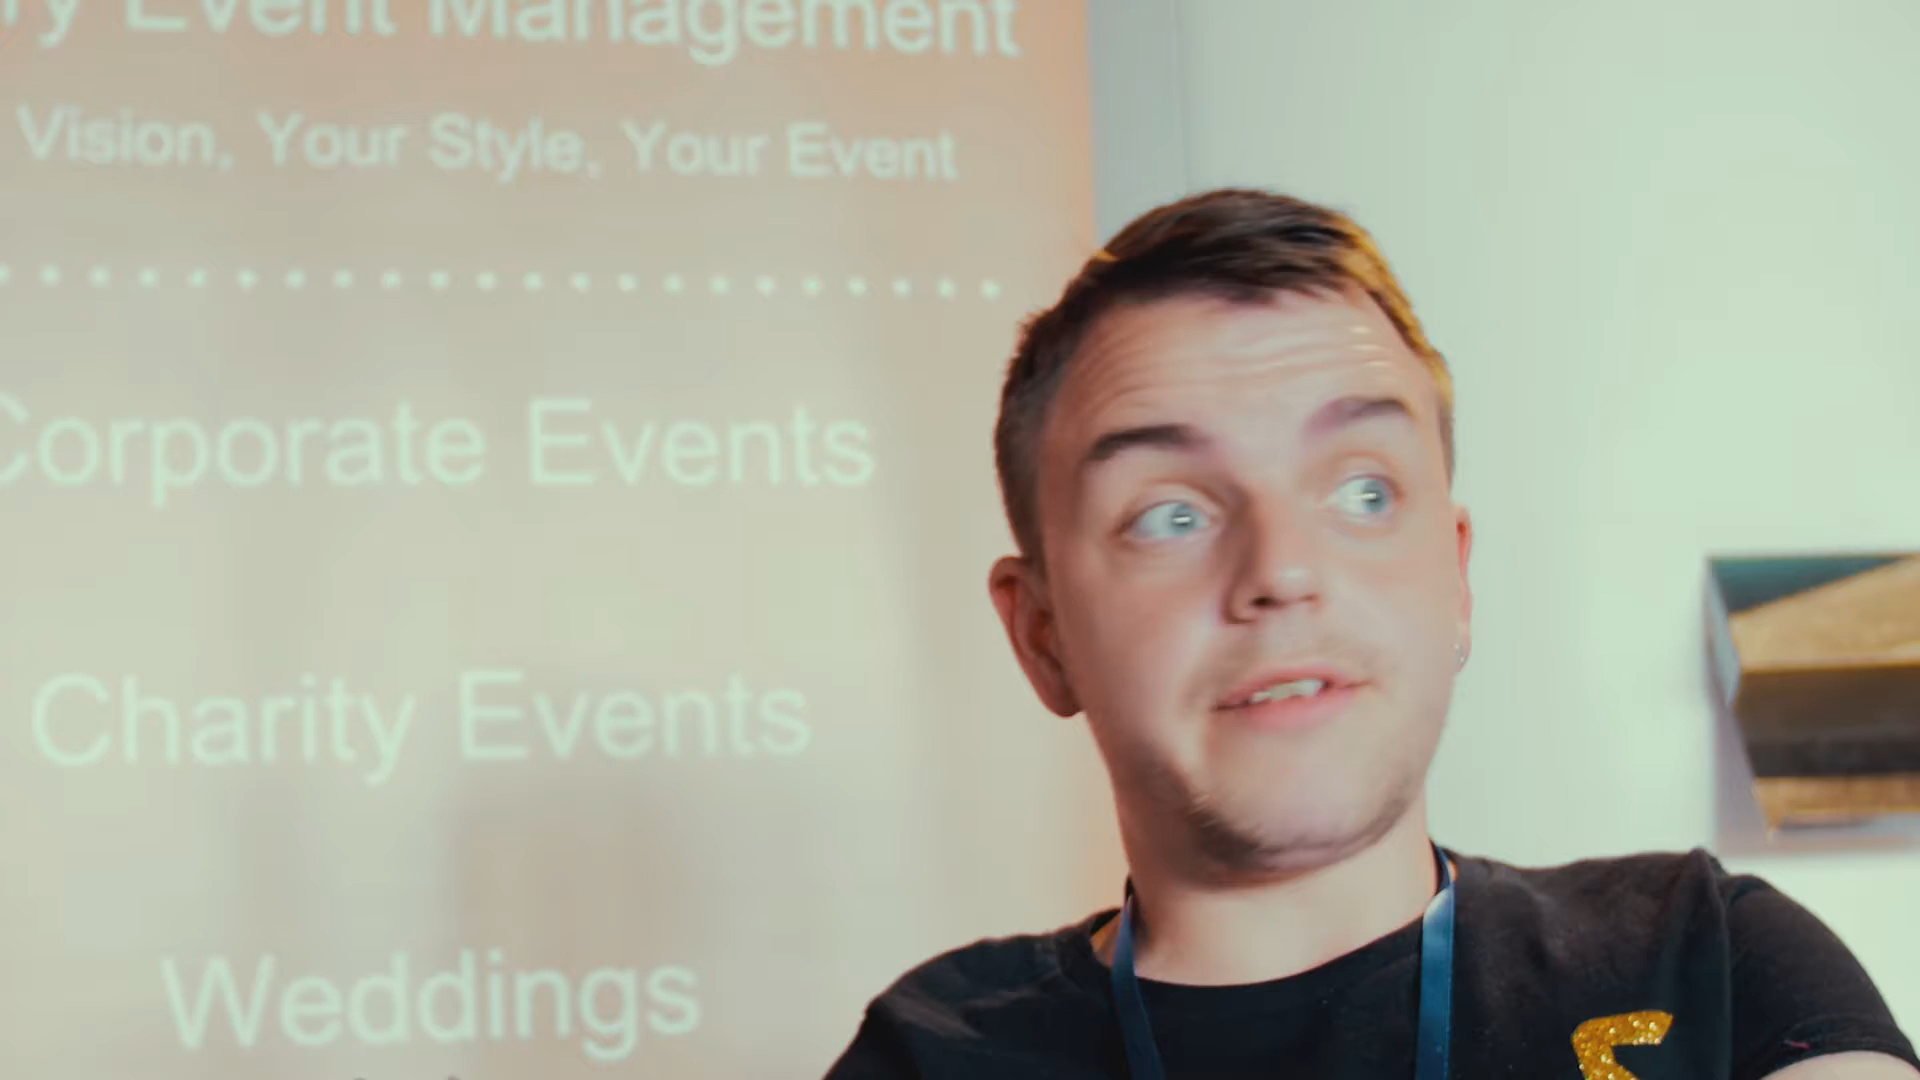 Event Management
Vision, Your Style, Your Event
Corporate Events
Charity Events
Weddings